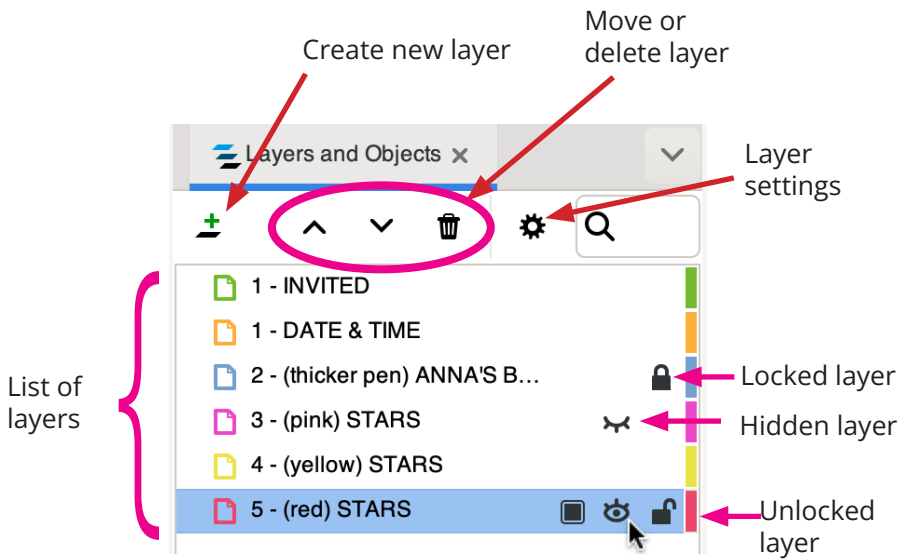 Move or
delete layer
Create new layer
Layers and Objects
Layer
settings
1 - INVITED
1 - DATE & TIME
2 - (thicker pen) ANNA'S B...
3 - (pink) STARS
4 - (yellow) STARS
5 - (red) STARS
List of
layers
Locked layer
Hidden layer
Unlocked
layer